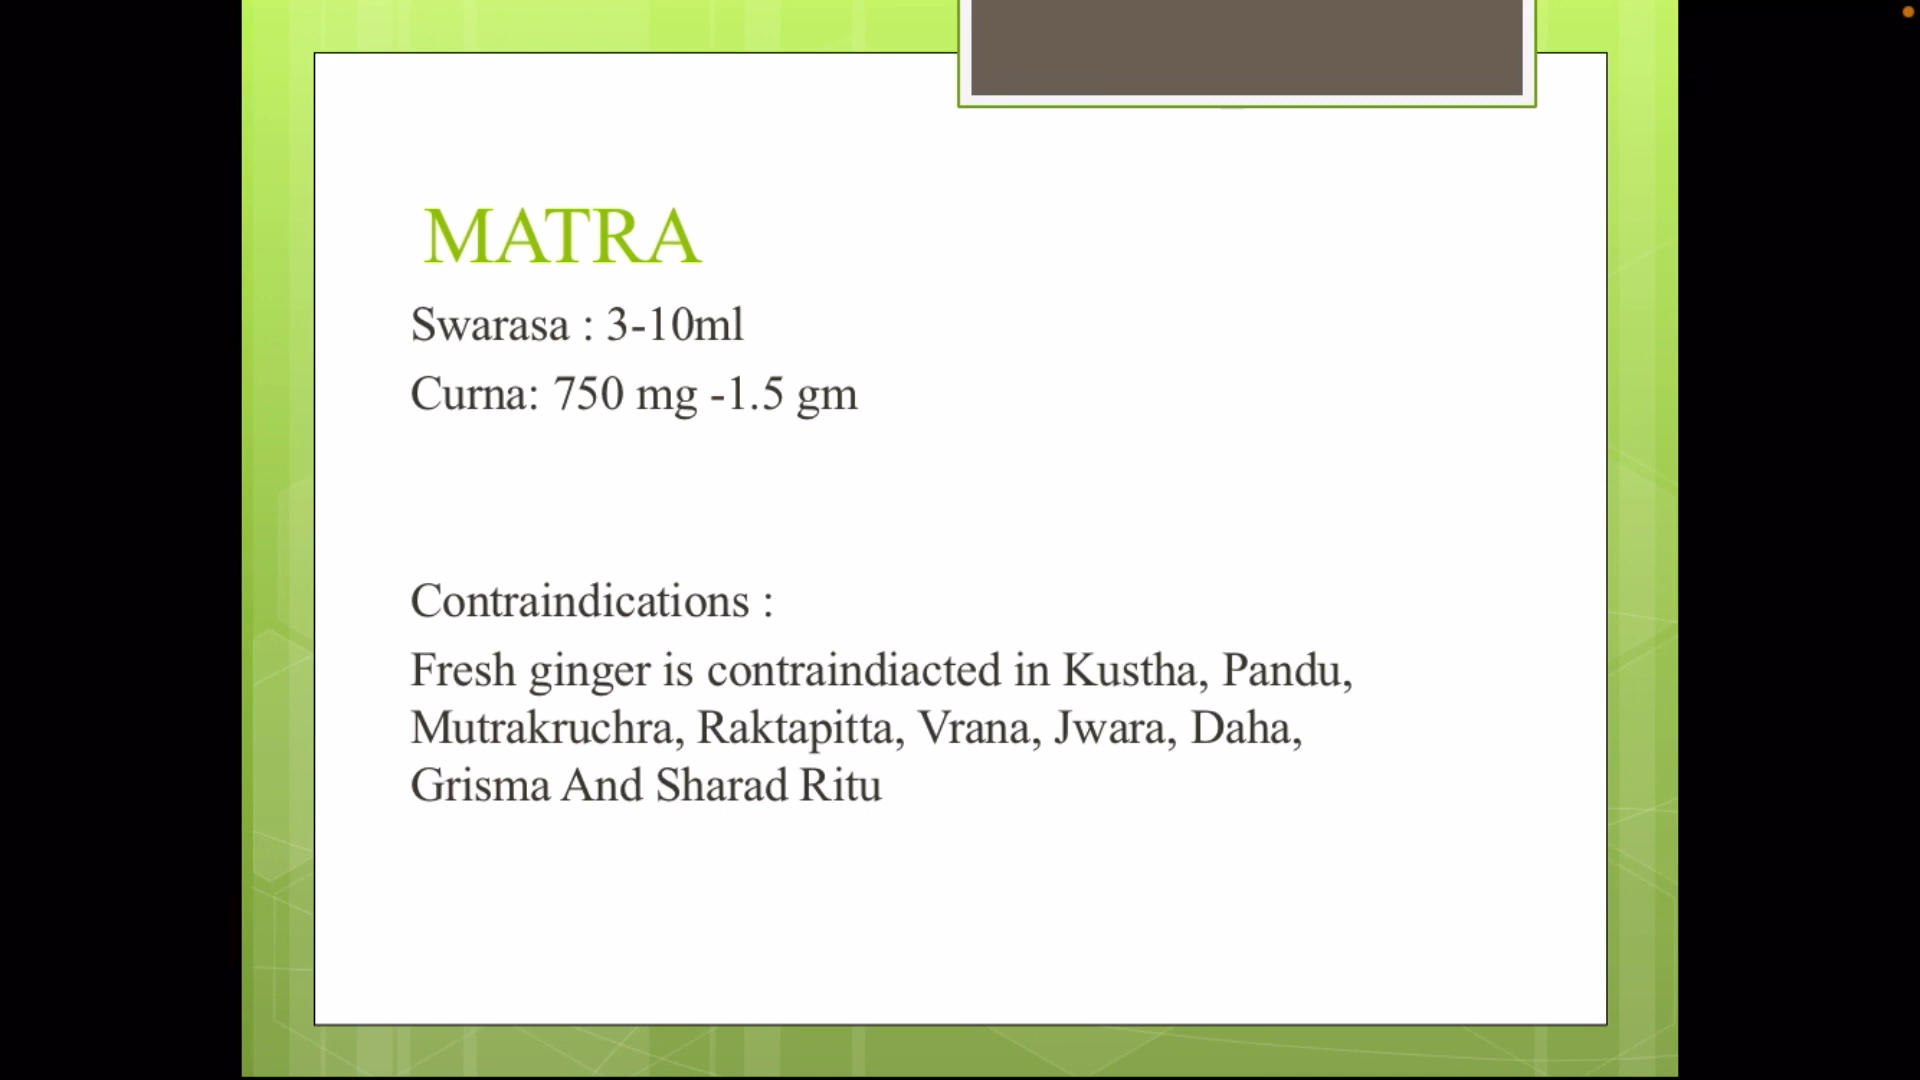 MATRA
Swarasa : 3-10ml
Curna: 750 mg -1.5 gm
Contraindications :
Fresh ginger is contraindiacted in Kustha, Pandu,
Mutrakruchra, Raktapitta, Vrana, Jwara, Daha,
Grisma And Sharad Ritu